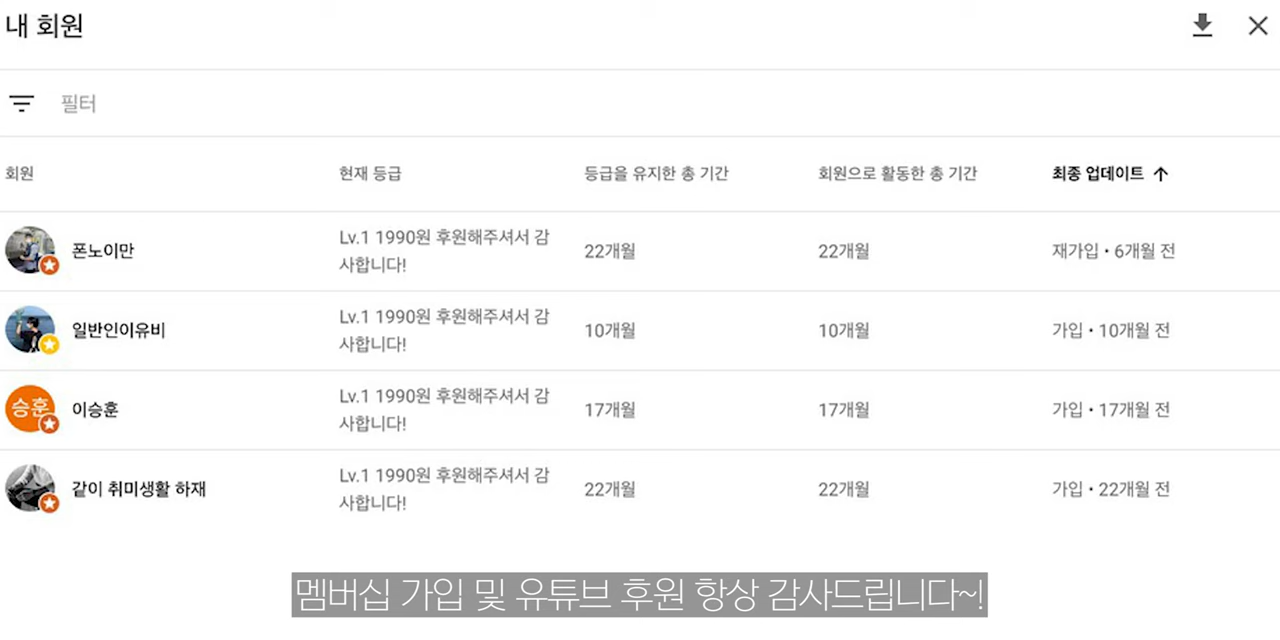 내 회원
필터
회원 현재 등급 등급을 유지한 총 기간 회원으로 활동한 총 기간 최종 업데이트
폰노이만 Lv.1 1990원 후원해주셔서 감 22개월 22개월 재가입 • 6개월 전
사합니다!
일반인이유비 Lv.1 1990원 후원해주셔서 감 10개월 10개월 가입 • 10개월 전
사합니다!
승훈 이승훈 Lv.1 1990원 후원해주셔서 감 17개월 17개월 가입 • 17개월 전
사합니다!
같이 취미생활 하재 Lv.1 1990원 후원해주셔서 감 22개월 22개월 가입 • 22개월 전
사합니다!
멤버십 가입 및 유튜브 후원 항상 감사드립니다~!